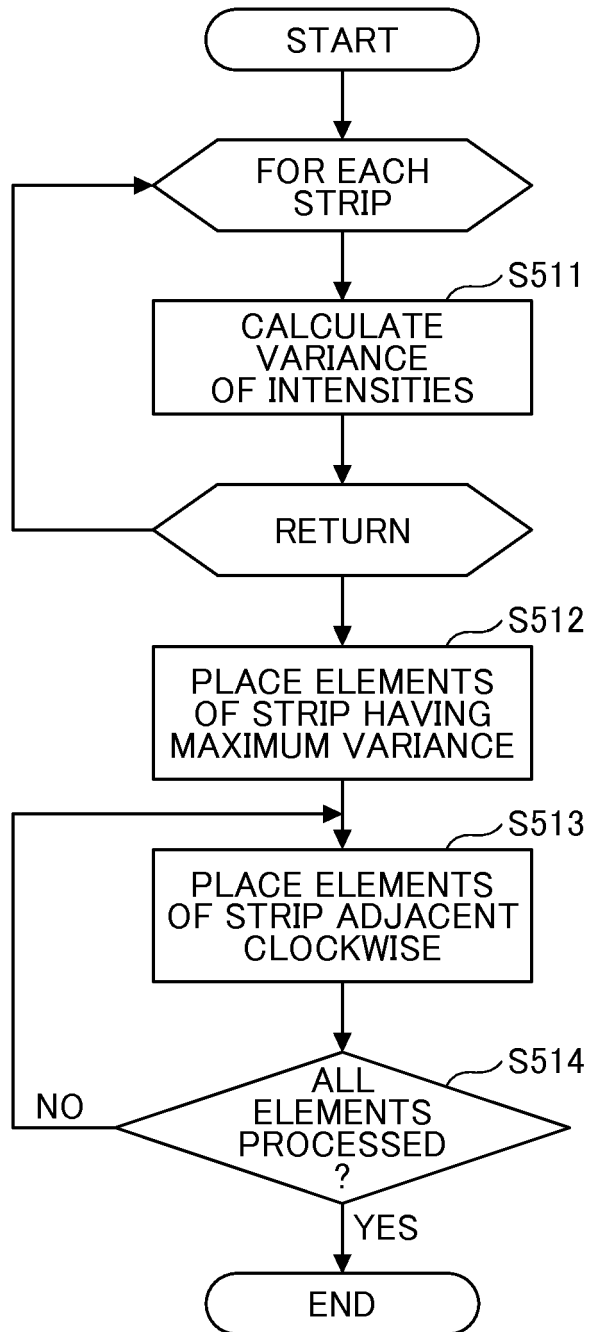 START
FOR EACH
STRIP
S511
CALCULATE
VARIANCE
OF INTENSITIES
RETURN
S512
PLACE ELEMENTS
OF STRIP HAVING
MAXIMUM VARIANCE
S513
PLACE ELEMENTS
OF STRIP ADJACENT
CLOCKWISE
S514
ALL
ELEMENTS
PROCESSED
?
NO
YES
END